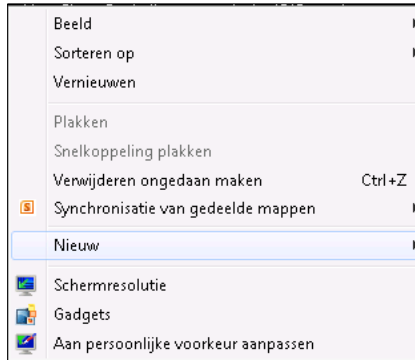 Beeld
Sorteren op
Vernieuwen
Plakken
Snelkoppeling plakken
Verwijderen ongedaan maken Ctrl+Z
S Synchronisatie van gedeelde mappen
Nieuw
Schermresolutie
Gadgets
Aan persoonlijke voorkeur aanpassen